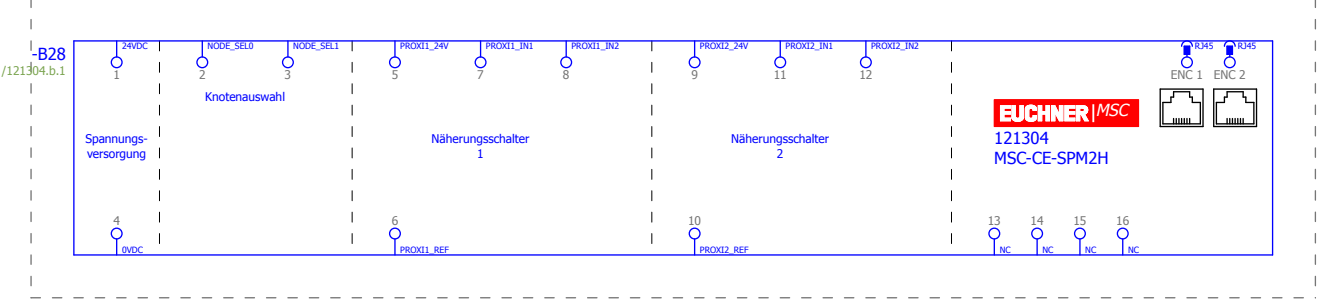 -B28
/121304.b.1
24VDC
NODE_SEL0
NODE_SEL1
PROXI1_24V
PROXI1_IN1
PROXI1_IN2
PROXI2_24V
PROXI2_IN1
PROXI2_IN2
RJ45
RJ45
1
2
3
5
7
8
9
11
12
ENC 1
ENC 2
Knotenauswahl
EUCHNER|MSC
Spannungs-
versorgung
Näherungsschalter
1
Näherungsschalter
2
121304
MSC-CE-SPM2H
4
6
10
13
14
15
16
0VDC
PROXI1_REF
PROXI2_REF
NC
NC
NC
NC